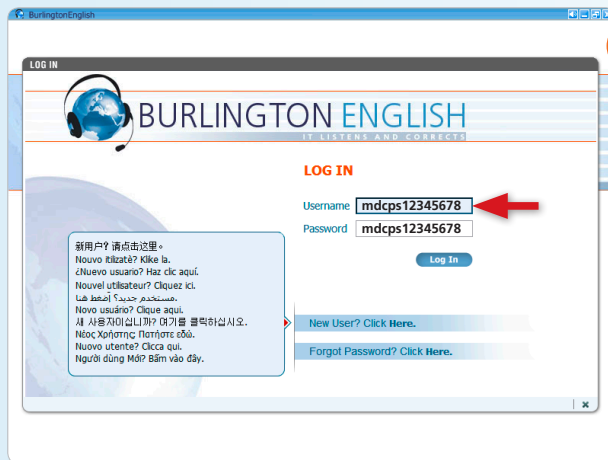 BurlingtonEnglish
LOG IN
BURLINGTON ENGLISH
IT LISTENS AND CORRECTS
LOG IN
Username mdcps12345678
Password mdcps12345678
Log In
新用户? 请点击这里。
Nouvo itilizatè? Klike la.
¿Nuevo usuario? Haz clic aquí.
Nouvel utilisateur? Cliquez ici.
مستخدم جديد؟ إضغط هنا.
Novo usuário? Clique aqui.
새 사용자이십니까? 여기를 클릭하십시오.
Νέος Χρήστης; Πατήστε εδώ.
Nuovo utente? Clicca qui.
Người dùng Mới? Bấm vào đây.
New User? Click Here.
Forgot Password? Click Here.